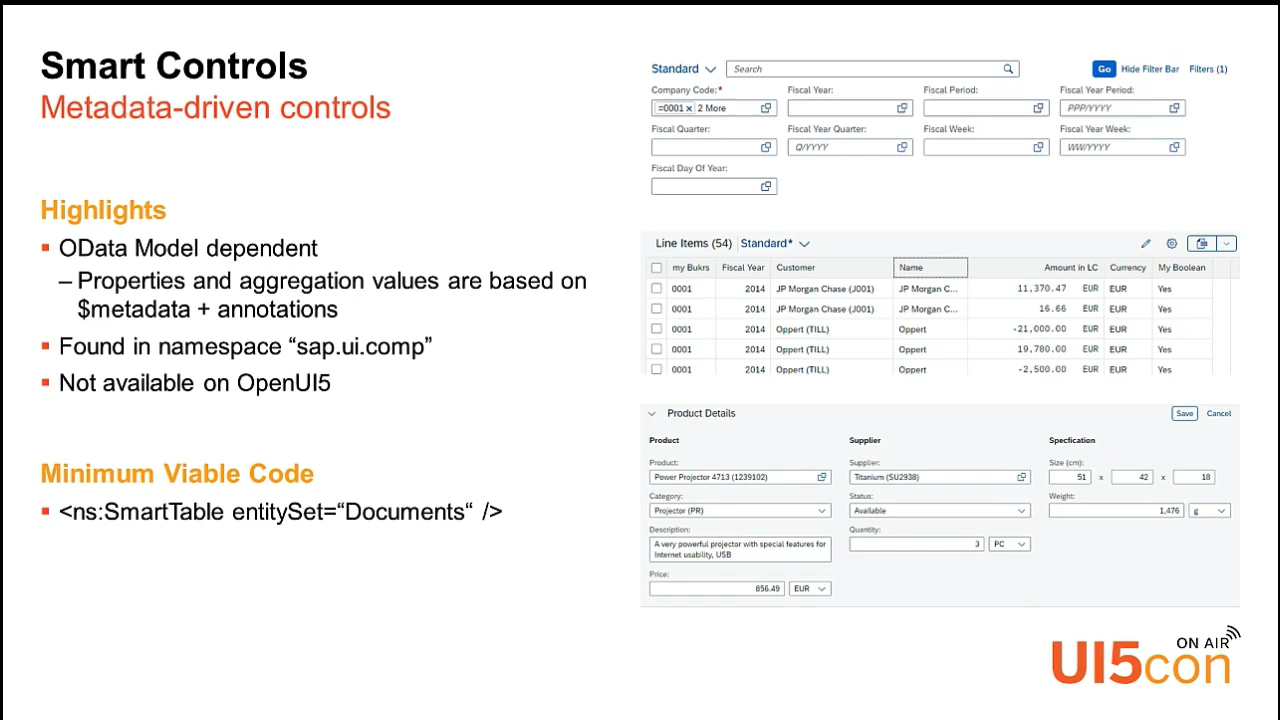 Smart Controls
Metadata-driven controls
Highlights
▪ OData Model dependent
– Properties and aggregation values are based on
$metadata + annotations
▪ Found in namespace “sap.ui.comp”
▪ Not available on OpenUI5
Minimum Viable Code
▪ <ns:SmartTable entitySet=“Documents“ />
Standard Search Go Hide Filter Bar Filters (1)
Company Code:* Fiscal Year: Fiscal Period: Fiscal Year Period:
=0001 x 2 More PPP/YYYY
Fiscal Quarter: Fiscal Year Quarter: Fiscal Week: Fiscal Year Week:
Q/YYYY WW/YYYY
Fiscal Day Of Year:
Line Items (54) Standard*
my Bukrs Fiscal Year Customer Name Amount in LC Currency My Boolean
0001 2014 JP Morgan Chase (J001) JP Morgan C... 11,370.47 EUR EUR Yes
0001 2014 JP Morgan Chase (J001) JP Morgan C... 16.66 EUR EUR Yes
0001 2014 Oppert (TILL) Oppert -21,000.00 EUR EUR Yes
0001 2014 Oppert (TILL) Oppert 19,780.00 EUR EUR Yes
0001 2014 Oppert (TILL) Oppert -2,500.00 EUR EUR Yes
Product Details Save Cancel
Product Supplier Specfication
Product: Supplier: Size (cm):
Power Projector 4713 (1239102) Titanium (SU2938) 51 x 42 x 18
Category: Status: Weight:
Projector (PR) Available 1,476 g
Description: Quantity:
A very powerful projector with special features for 3 PC
Internet usability, USB
Price:
856.49 EUR
ON AIR
UI5con